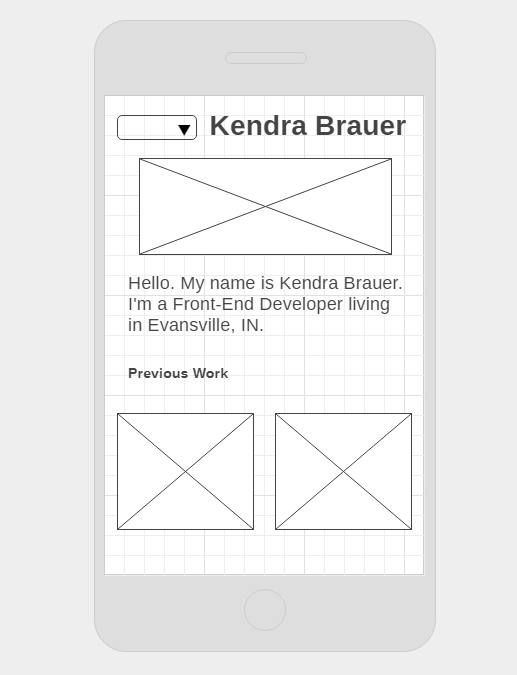 Kendra Brauer
Hello. My name is Kendra Brauer.
I'm a Front-End Developer living
in Evansville, IN.
Previous Work